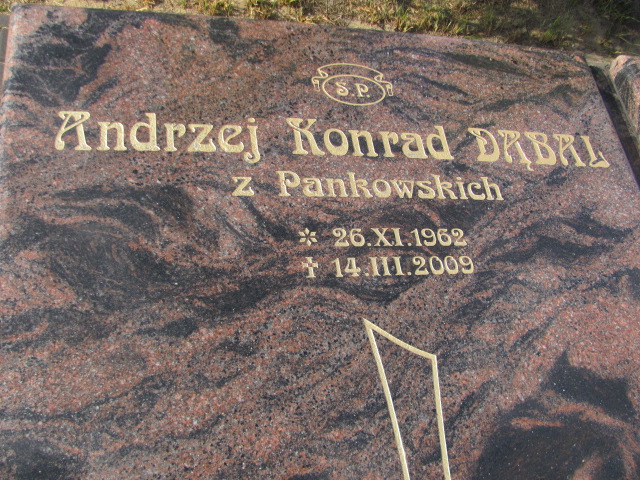 Ś.P.
Andrzej Konrad DĄBAL
z Pankowskich
* 26.XI.1962
† 14.III.2009